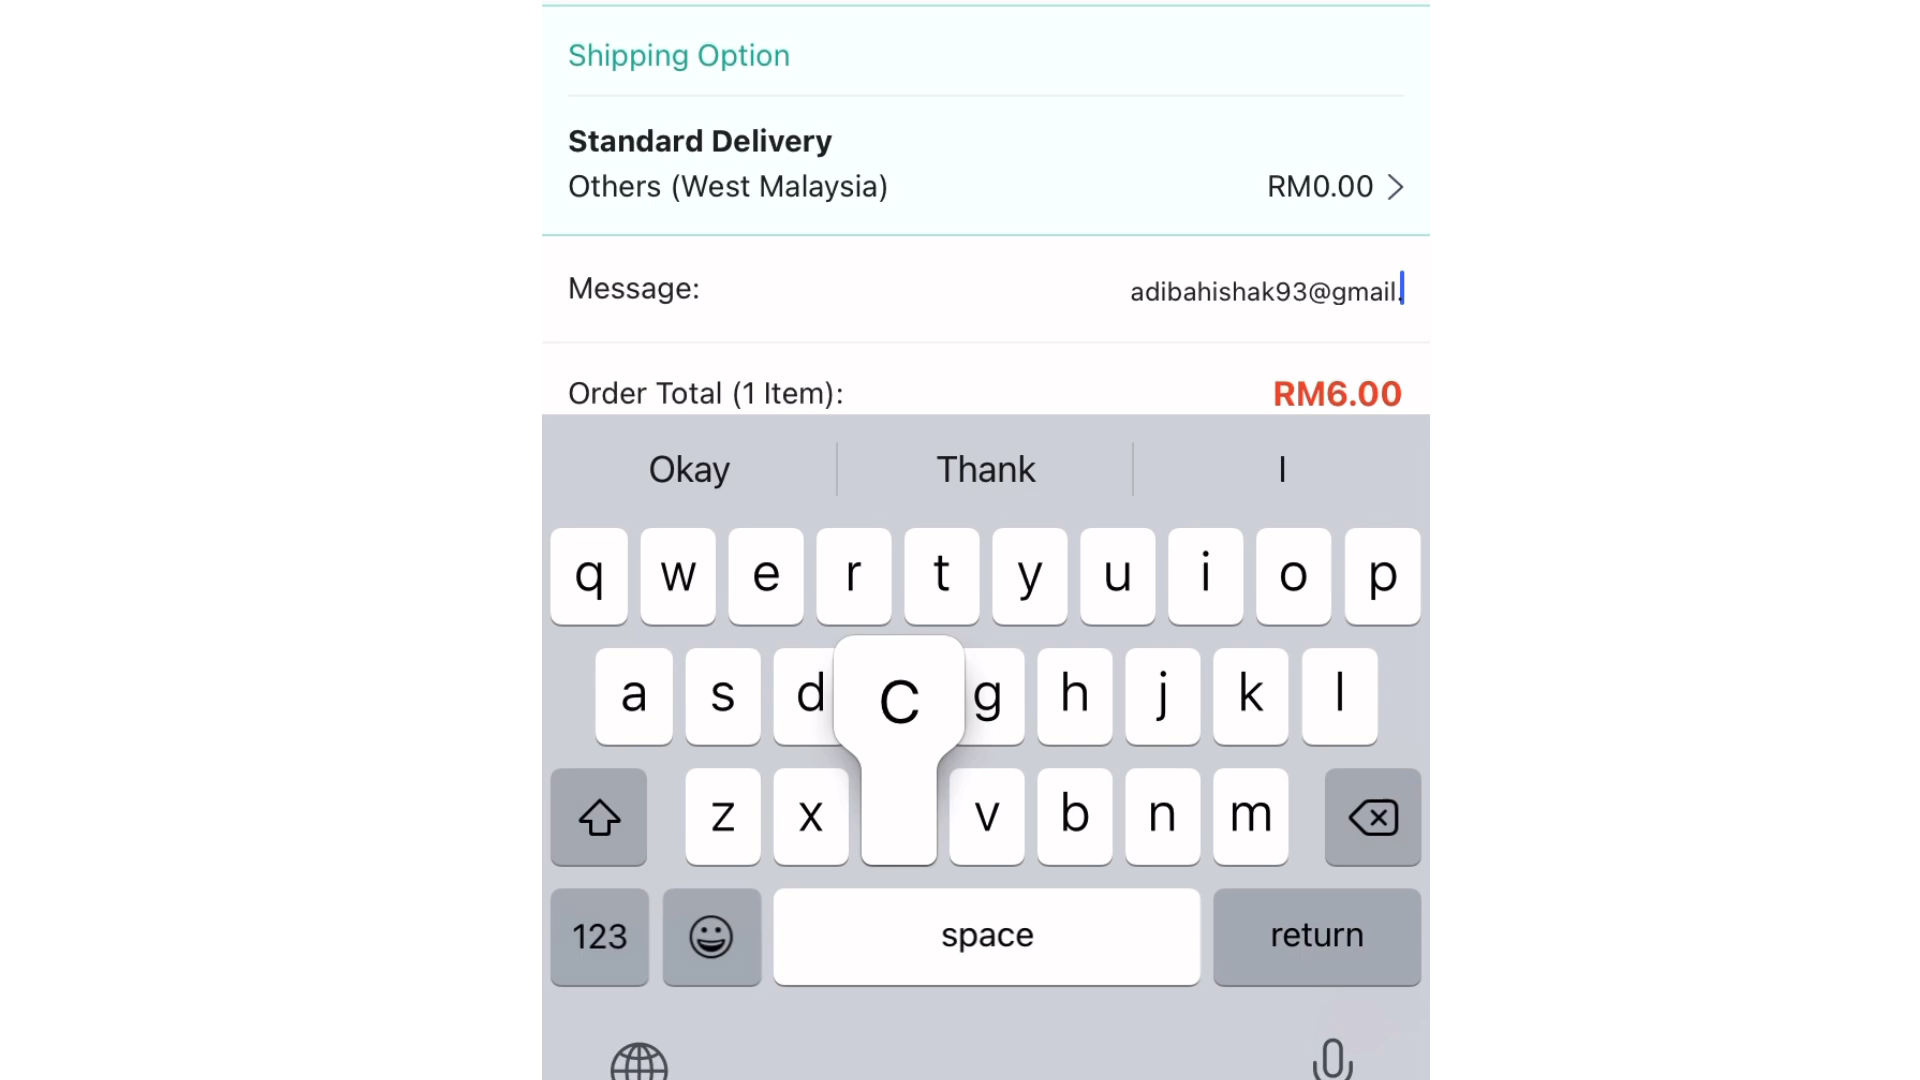 Shipping Option
Standard Delivery
Others (West Malaysia) RM0.00
Message: adibahishak93@gmail.
Order Total (1 Item): RM6.00
Okay Thank I
q w e r t y u i o p
a s d C g h j k l
z x v b n m
123 space return